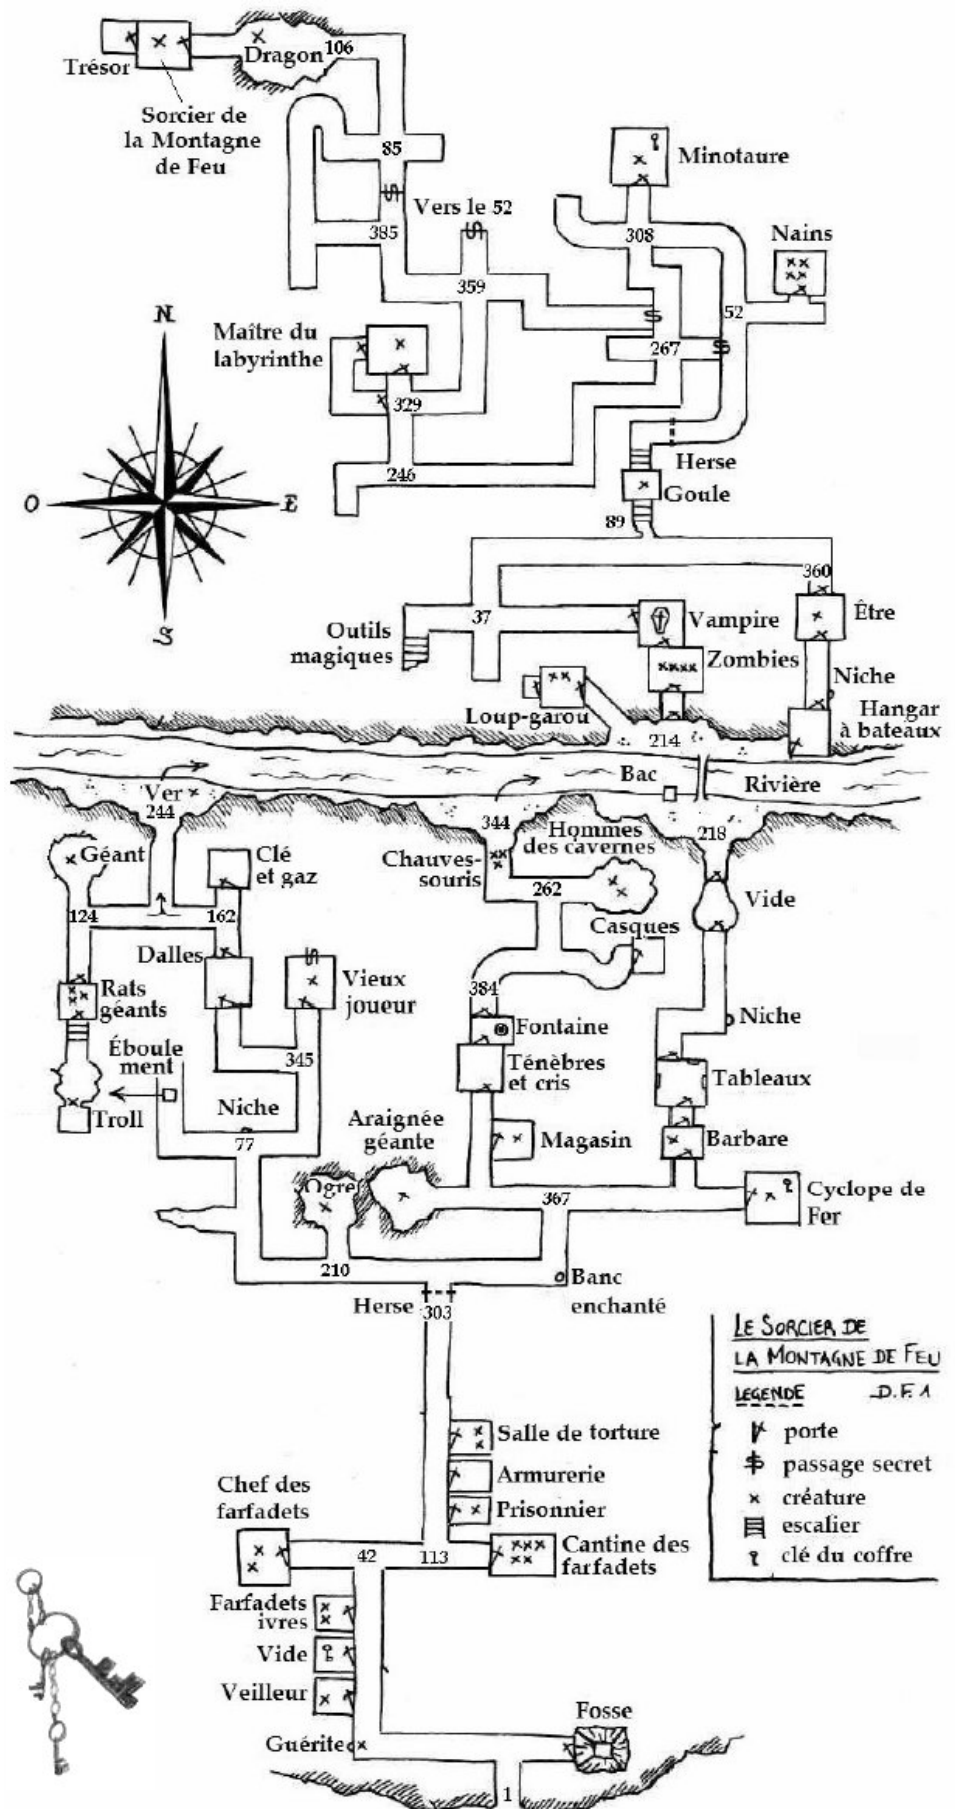 106
Dragon
Trésor
Sorcier de
la Montagne
de Feu
85
Minotaure
Vers le 52
385
308
Nains
359
52
N
Maître du
labyrinthe
267
329
Herse
246
Goule
O
E
89
360
S
37
Vampire
Être
Outils
magiques
Zombies
Niche
Loup-garou
Hangar
à bateaux
214
Bac
Rivière
Ver
244
344
Hommes
des cavernes
218
Géant
Clé
et gaz
Chauves-
souris
262
Vide
124
162
Casques
Dalles
Rats
géants
Vieux
joueur
384
Fontaine
Niche
Éboule
ment
345
Ténèbres
et cris
Tableaux
Troll
Niche
Araignée
géante
Magasin
Barbare
77
Ogre
367
Cyclope de
Fer
210
Banc
enchanté
Herse
303
LE SORCIER DE
LA MONTAGNE DE FEU
LEGENDE D.F.1
porte
passage secret
créature
escalier
clé du coffre
Salle de torture
Armurerie
Prisonnier
Chef des
farfadets
42
113
Cantine des
farfadets
Farfadets
ivres
Vide
Veilleur
Guérite
Fosse
1